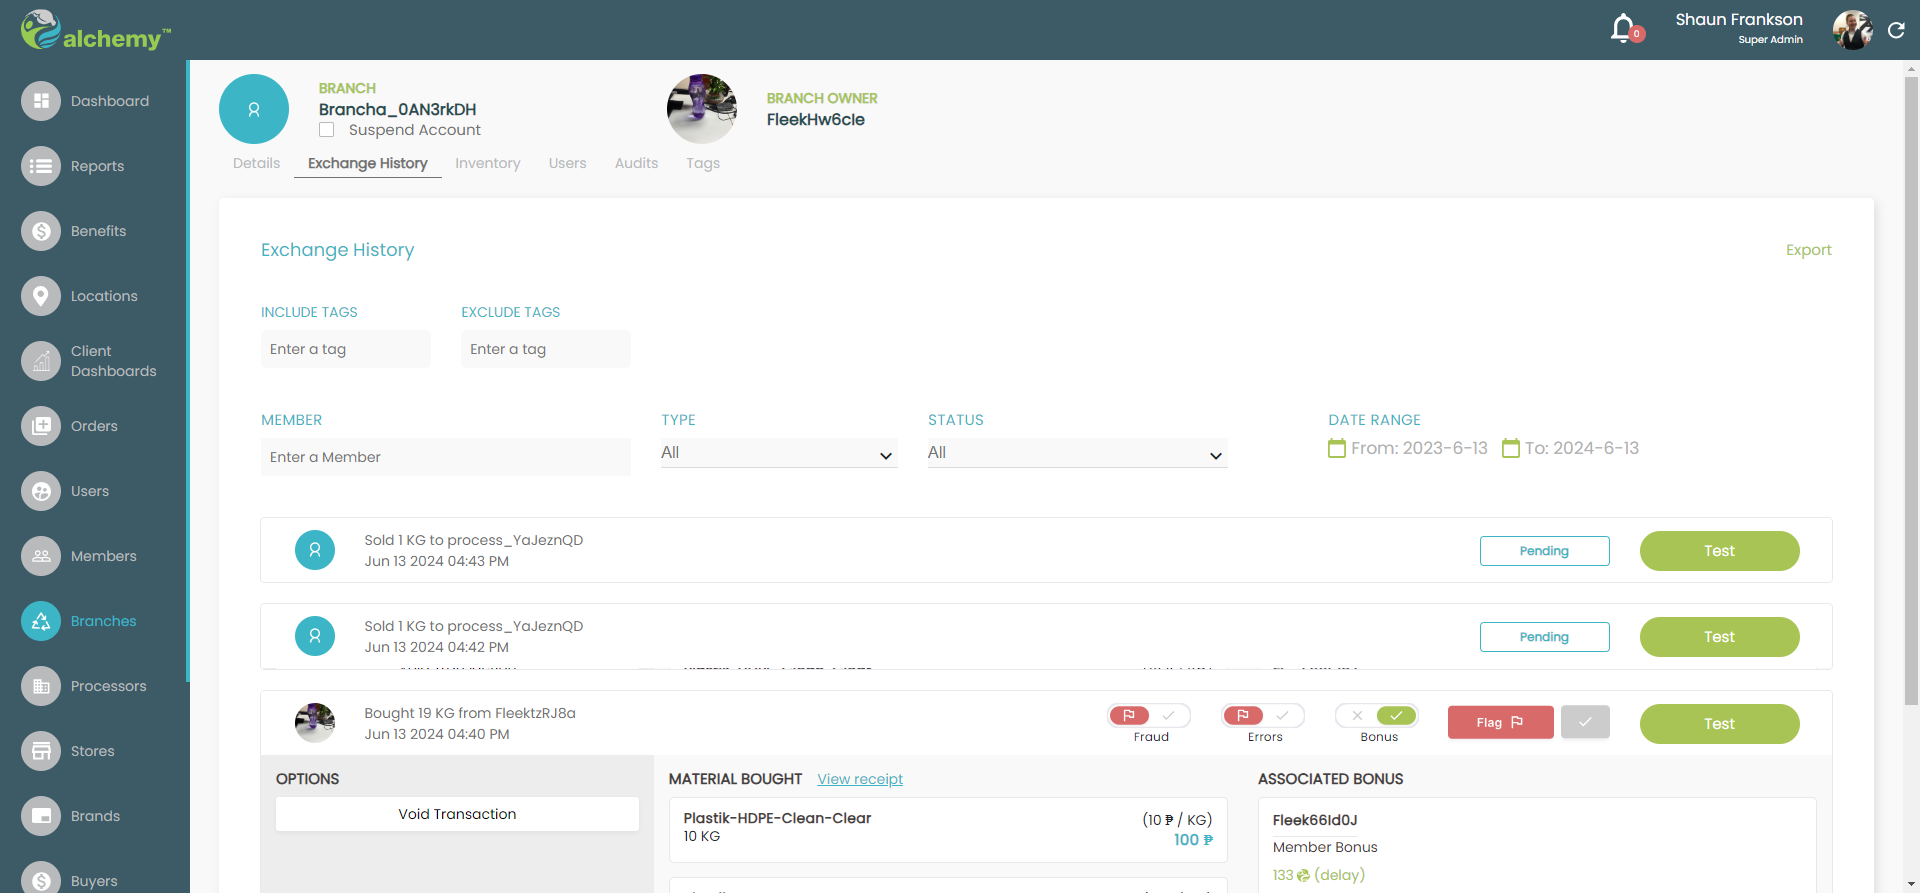 alchemy™
0
Shaun Frankson
Super Admin
Dashboard
Reports
Benefits
Locations
Client
Dashboards
Orders
Users
Members
Branches
Processors
Stores
Brands
Buyers
BRANCH
Brancha_0AN3rkDH
Suspend Account
BRANCH OWNER
FleekHw6cIe
Details
Exchange History
Inventory
Users
Audits
Tags
Exchange History
Export
INCLUDE TAGS
EXCLUDE TAGS
Enter a tag
Enter a tag
MEMBER
TYPE
STATUS
DATE RANGE
Enter a Member
All
All
From: 2023-6-13
To: 2024-6-13
Sold 1 KG to process_YaJeznQD
Jun 13 2024 04:43 PM
Pending
Test
Sold 1 KG to process_YaJeznQD
Jun 13 2024 04:42 PM
Pending
Test
Bought 19 KG from FleektzRJ8a
Jun 13 2024 04:40 PM
Fraud
Errors
Bonus
Flag
Test
OPTIONS
Void Transaction
MATERIAL BOUGHT
View receipt
Plastik-HDPE-Clean-Clear
(10 ₱ / KG)
10 KG
100 ₱
ASSOCIATED BONUS
Fleek66Id0J
Member Bonus
133 (delay)